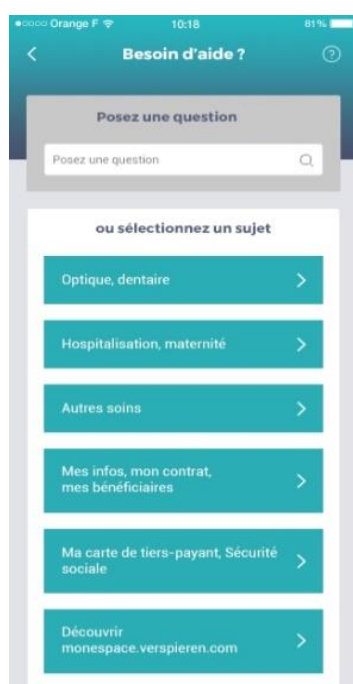 Orange F 10:18 81%
Besoin d'aide ?
?
Posez une question
Posez une question
ou sélectionnez un sujet
Optique, dentaire
Hospitalisation, maternité
Autres soins
Mes infos, mon contrat,
mes bénéficiaires
Ma carte de tiers-payant, Sécurité
sociale
Découvrir
monespace.verspieren.com